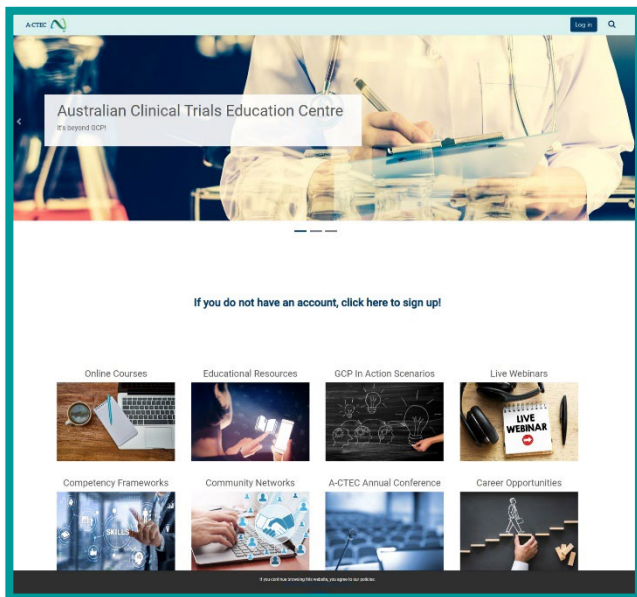 A-CTEC
Log in
Australian Clinical Trials Education Centre
It's beyond GCP!
If you do not have an account, click here to sign up!
Online Courses
Educational Resources
GCP In Action Scenarios
Live Webinars
LIVE
WEBINAR
Competency Frameworks
Community Networks
A-CTEC Annual Conference
Career Opportunities
SKILLS
If you continue browsing this website, you agree to our policies